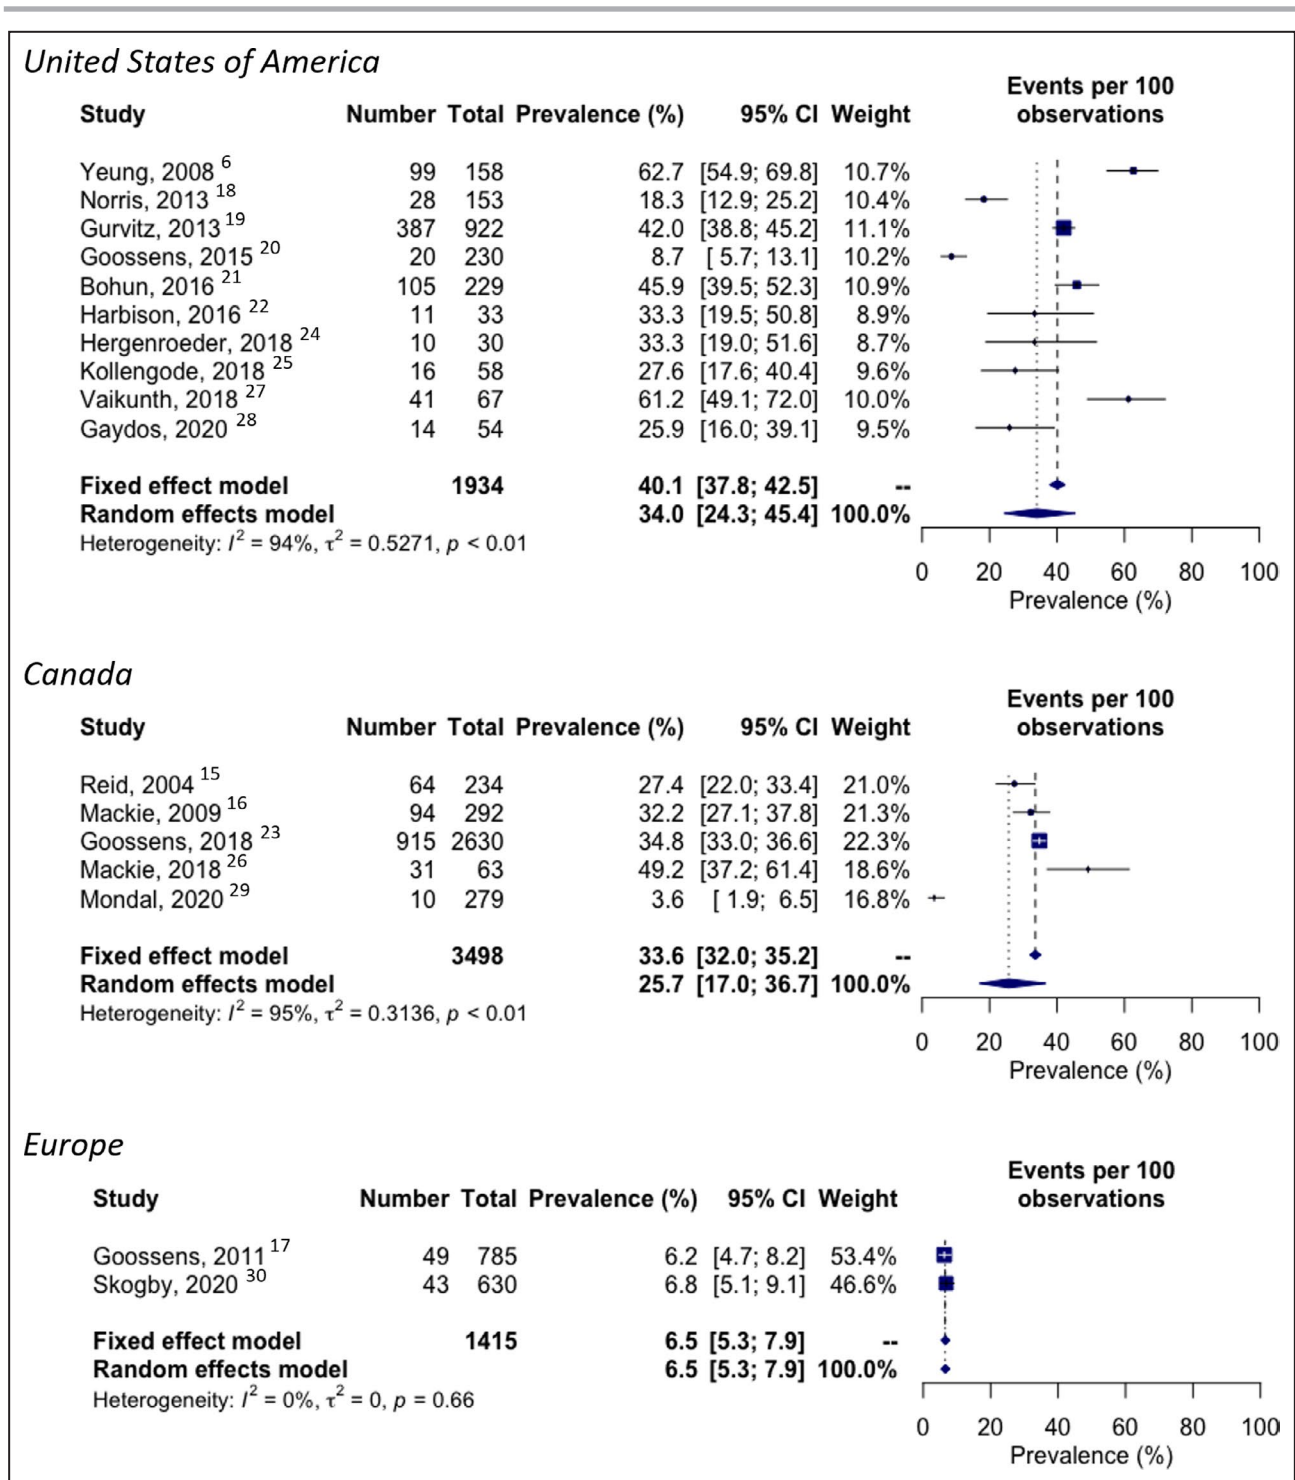 United States of America
Events per 100
Study Number Total Prevalence (%) 95% CI Weight observations
Yeung, 2008 6 99 158 62.7 [54.9; 69.8] 10.7%
Norris, 2013 18 28 153 18.3 [12.9; 25.2] 10.4%
Gurvitz, 2013 19 387 922 42.0 [38.8; 45.2] 11.1%
Goossens, 2015 20 20 230 8.7 [ 5.7; 13.1] 10.2%
Bohun, 2016 21 105 229 45.9 [39.5; 52.3] 10.9%
Harbison, 2016 22 11 33 33.3 [19.5; 50.8] 8.9%
Hergenroeder, 2018 24 10 30 33.3 [19.0; 51.6] 8.7%
Kollengode, 2018 25 16 58 27.6 [17.6; 40.4] 9.6%
Vaikunth, 2018 27 41 67 61.2 [49.1; 72.0] 10.0%
Gaydos, 2020 28 14 54 25.9 [16.0; 39.1] 9.5%
Fixed effect model 1934 40.1 [37.8; 42.5] --
Random effects model 34.0 [24.3; 45.4] 100.0%
Heterogeneity: I² = 94%, τ² = 0.5271, p < 0.01
0 20 40 60 80 100
Prevalence (%)
Canada
Events per 100
Study Number Total Prevalence (%) 95% CI Weight observations
Reid, 2004 15 64 234 27.4 [22.0; 33.4] 21.0%
Mackie, 2009 16 94 292 32.2 [27.1; 37.8] 21.3%
Goossens, 2018 23 915 2630 34.8 [33.0; 36.6] 22.3%
Mackie, 2018 26 31 63 49.2 [37.2; 61.4] 18.6%
Mondal, 2020 29 10 279 3.6 [ 1.9; 6.5] 16.8%
Fixed effect model 3498 33.6 [32.0; 35.2] --
Random effects model 25.7 [17.0; 36.7] 100.0%
Heterogeneity: I² = 95%, τ² = 0.3136, p < 0.01
0 20 40 60 80 100
Prevalence (%)
Europe
Events per 100
Study Number Total Prevalence (%) 95% CI Weight observations
Goossens, 2011 17 49 785 6.2 [4.7; 8.2] 53.4%
Skogby, 2020 30 43 630 6.8 [5.1; 9.1] 46.6%
Fixed effect model 1415 6.5 [5.3; 7.9] --
Random effects model 6.5 [5.3; 7.9] 100.0%
Heterogeneity: I² = 0%, τ² = 0, p = 0.66
0 20 40 60 80 100
Prevalence (%)